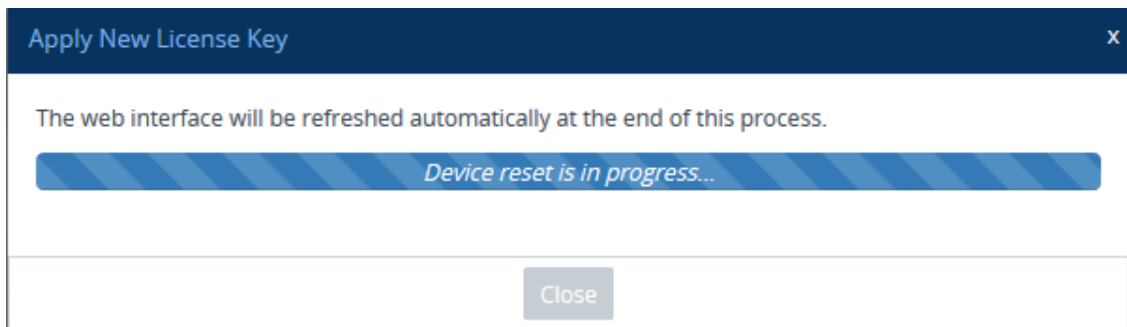 Apply New License Key x
The web interface will be refreshed automatically at the end of this process.
Device reset is in progress...
Close